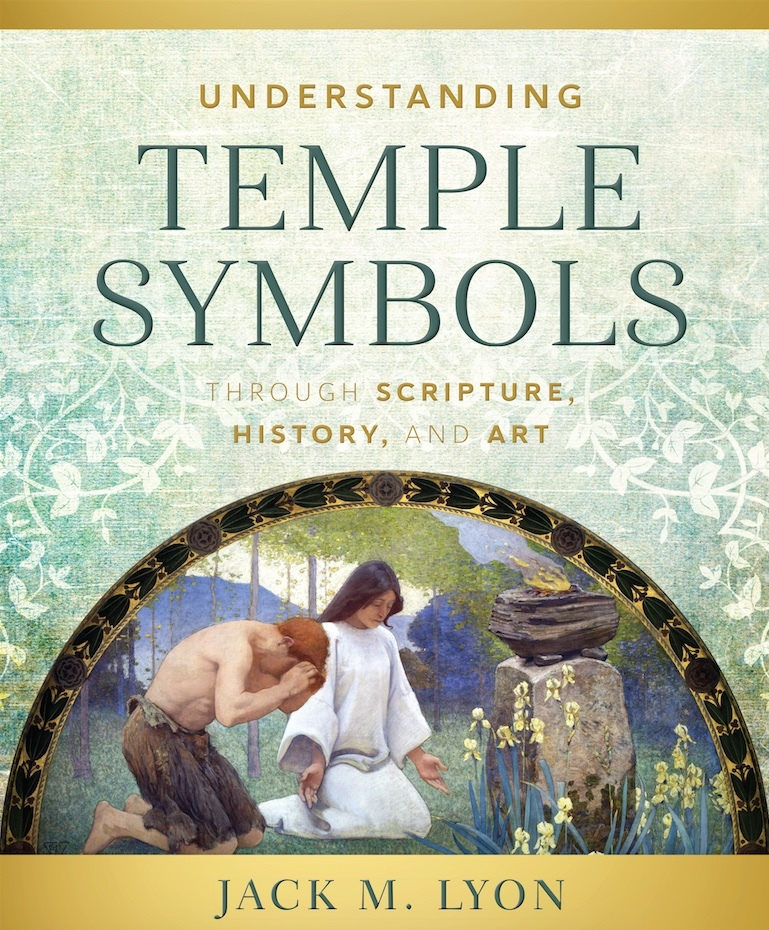 UNDERSTANDING
TEMPLE
SYMBOLS
THROUGH SCRIPTURE,
HISTORY, AND ART
JACK M. LYON